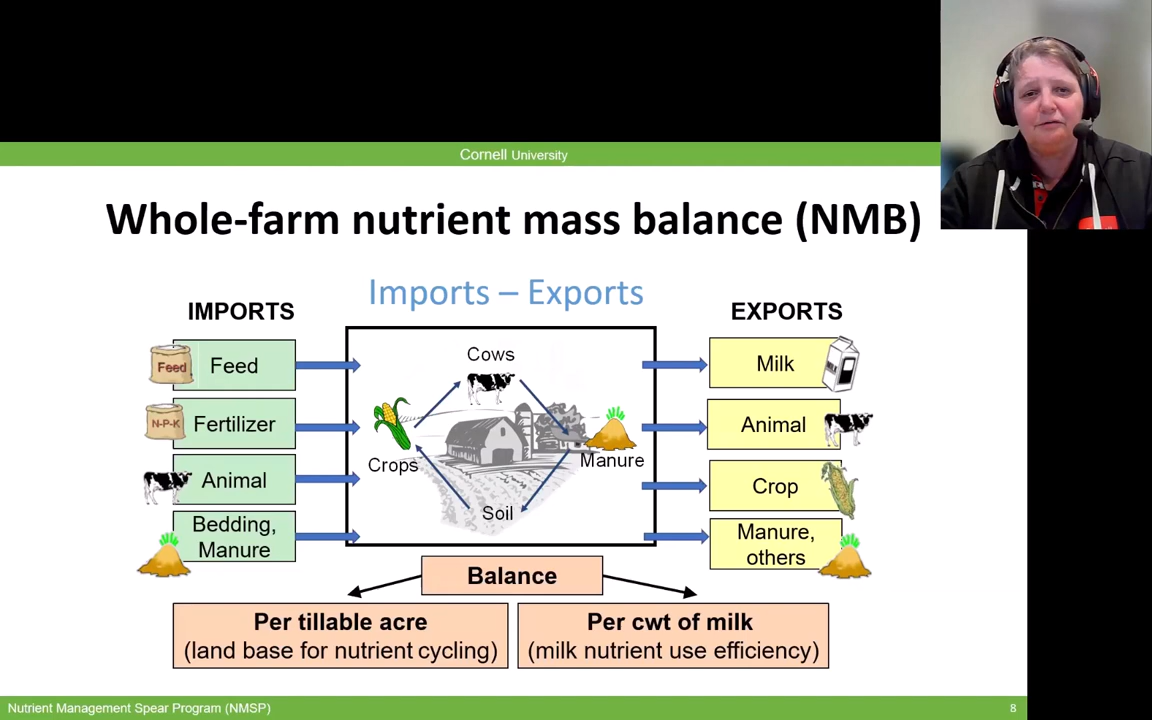 Cornell University
Whole-farm nutrient mass balance (NMB)
Imports – Exports
IMPORTS
EXPORTS
Feed
Feed
Fertilizer
N-P-K
Animal
Bedding,
Manure
Cows
Crops
Manure
Soil
Milk
MILK
Animal
Crop
Manure,
others
Balance
Per tillable acre
(land base for nutrient cycling)
Per cwt of milk
(milk nutrient use efficiency)
Nutrient Management Spear Program (NMSP)
8